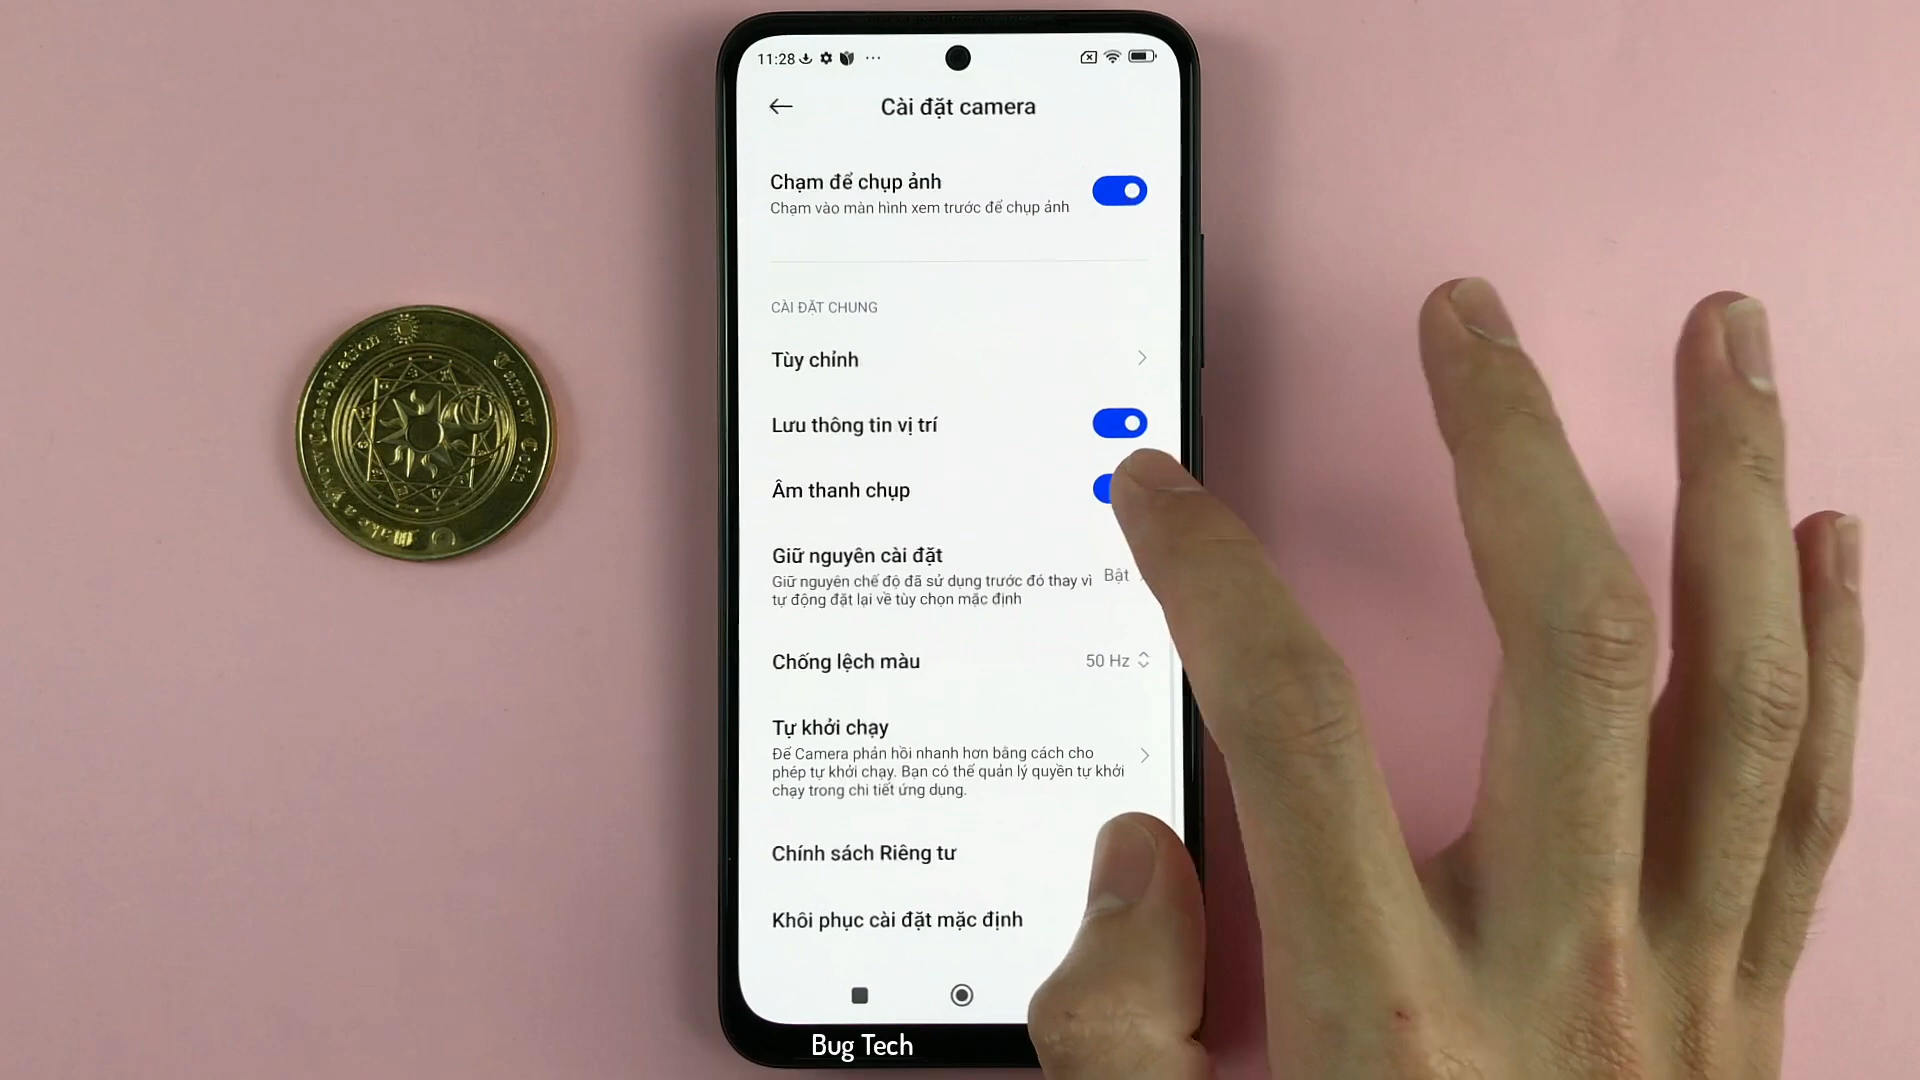 11:28
Cài đặt camera
Chạm để chụp ảnh
Chạm vào màn hình xem trước để chụp ảnh
CÀI ĐẶT CHUNG
Tùy chỉnh
Lưu thông tin vị trí
Âm thanh chụp
Giữ nguyên cài đặt
Giữ nguyên chế độ đã sử dụng trước đó thay vì
tự động đặt lại về tùy chọn mặc định
Bật
Chống lệch màu
50 Hz
Tự khởi chạy
Để Camera phản hồi nhanh hơn bằng cách cho
phép tự khởi chạy. Bạn có thể quản lý quyền tự khởi
chạy trong chi tiết ứng dụng.
Chính sách Riêng tư
Khôi phục cài đặt mặc định
Bug Tech
Constellation
Coin